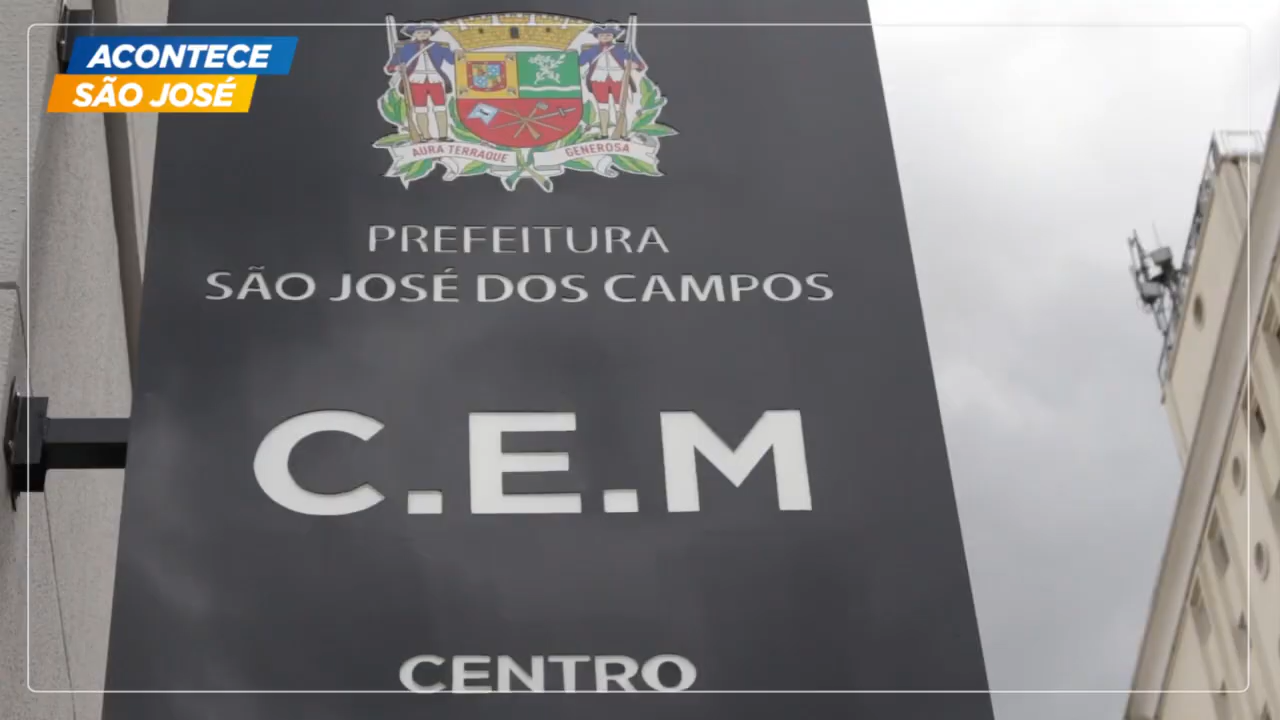 ACONTECE
SÃO JOSÉ
AURA TERRAQUE GENEROSA
PREFEITURA
SÃO JOSÉ DOS CAMPOS
C.E.M
CENTRO